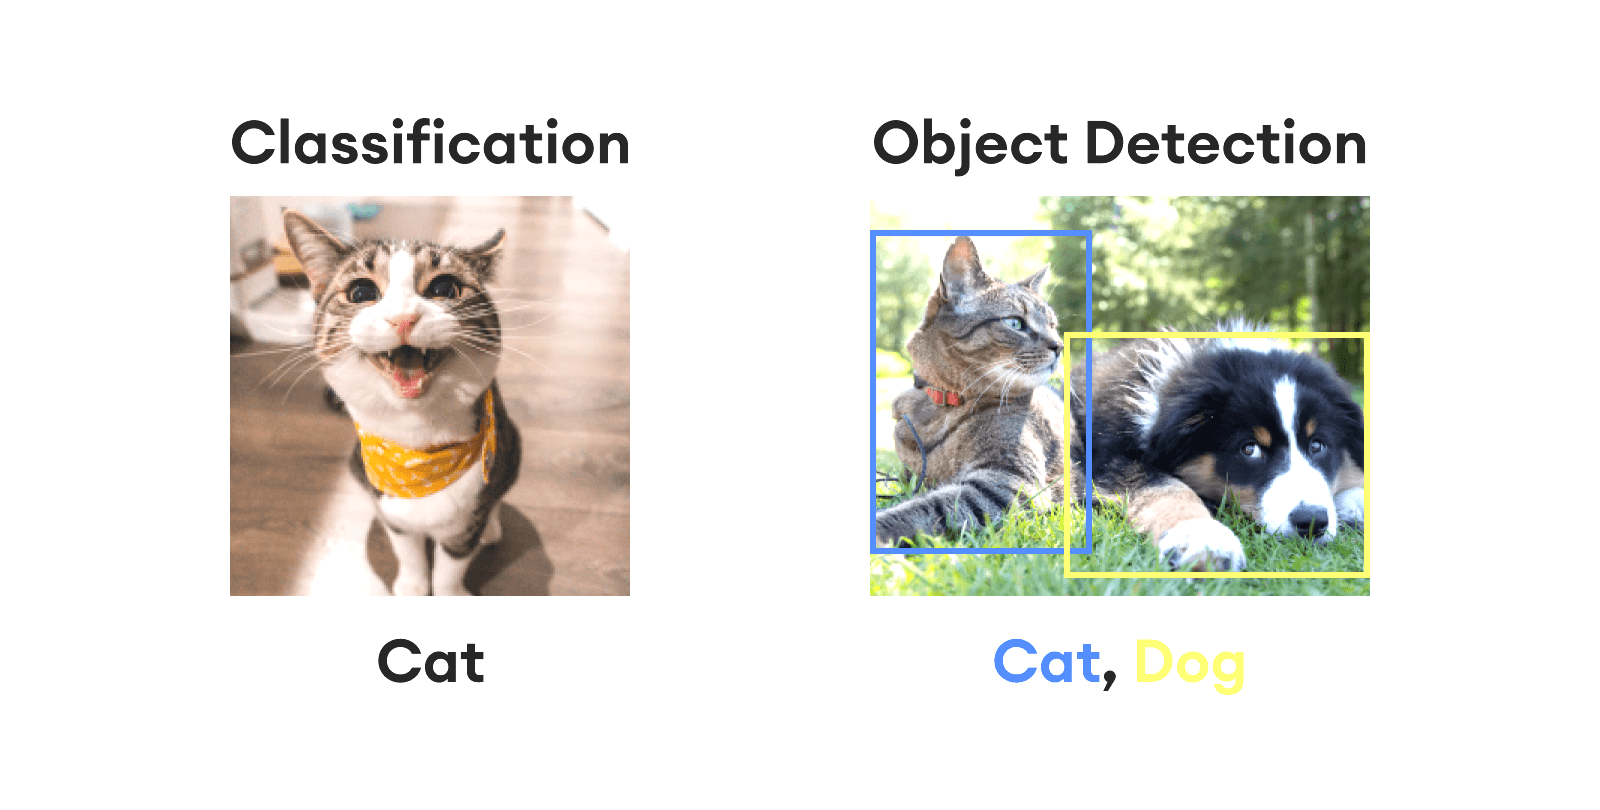 Classification
Object Detection
Cat
Cat, Dog